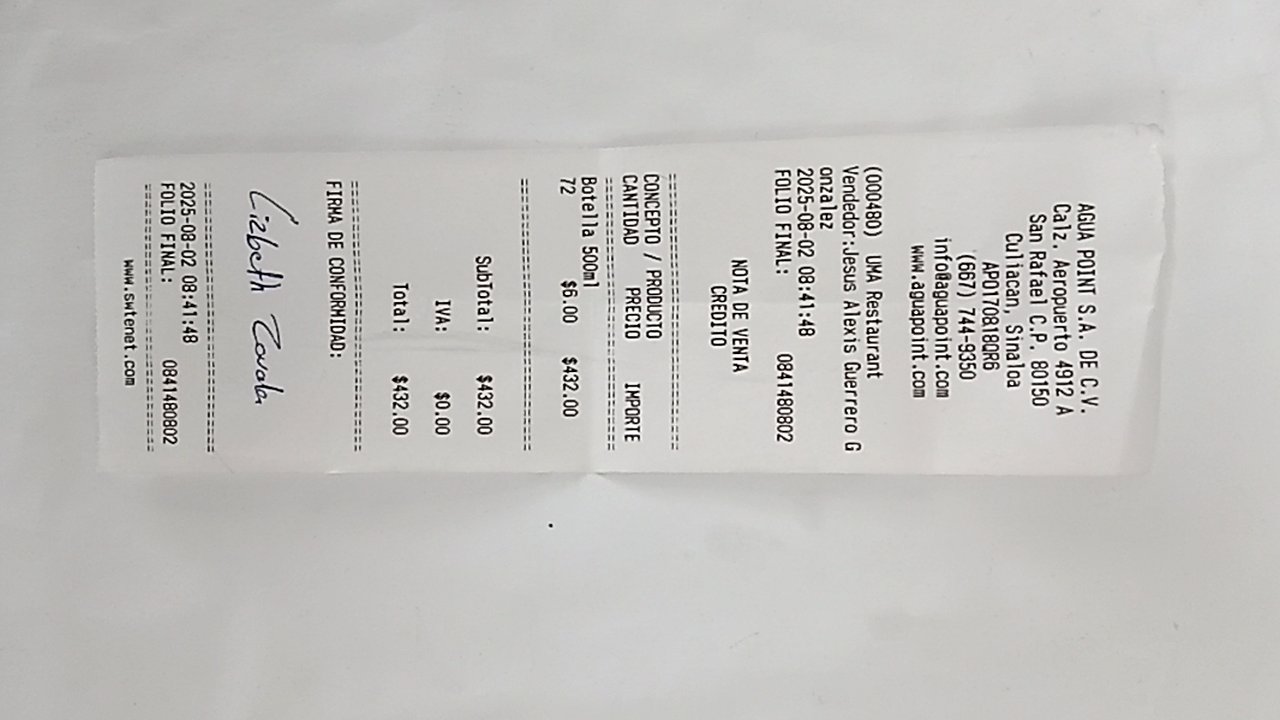 AGUA POINT S.A. DE C.V.
Calz. Aeropuerto 4912 A
San Rafael C.P. 80150
Culiacan, Sinaloa
APO170818QR6
(667) 744-9350
info@aguapoint.com
www.aguapoint.com
(000480) UMA Restaurant
Vendedor:Jesus Alexis Guerrero G
onzalez
2025-08-02 08:41:48
FOLIO FINAL: 0841480802
NOTA DE VENTA
CREDITO
================================
CONCEPTO / PRODUCTO
CANTIDAD PRECIO IMPORTE
================================
Botella 500ml
72 $6.00 $432.00
================================
SubTotal: $432.00
IVA: $0.00
Total: $432.00
================================
FIRMA DE CONFORMIDAD:
Lizbeth Zavala
================================
2025-08-02 08:41:48
FOLIO FINAL: 0841480802
================================
www.swtenet.com